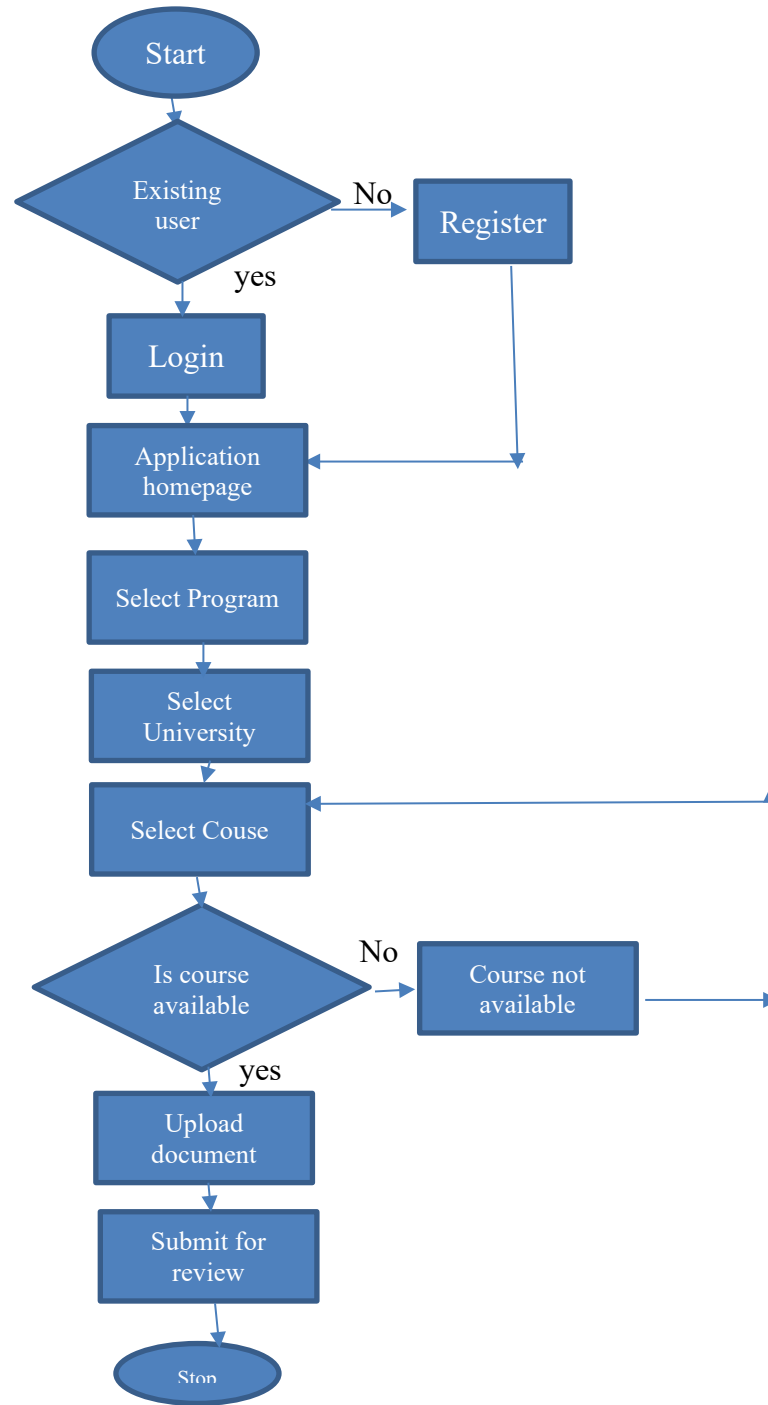 Start
Existing
user
No
Register
yes
Login
Application
homepage
Select Program
Select
University
Select Couse
Is course
available
No
Course not
available
yes
Upload
document
Submit for
review
Stop